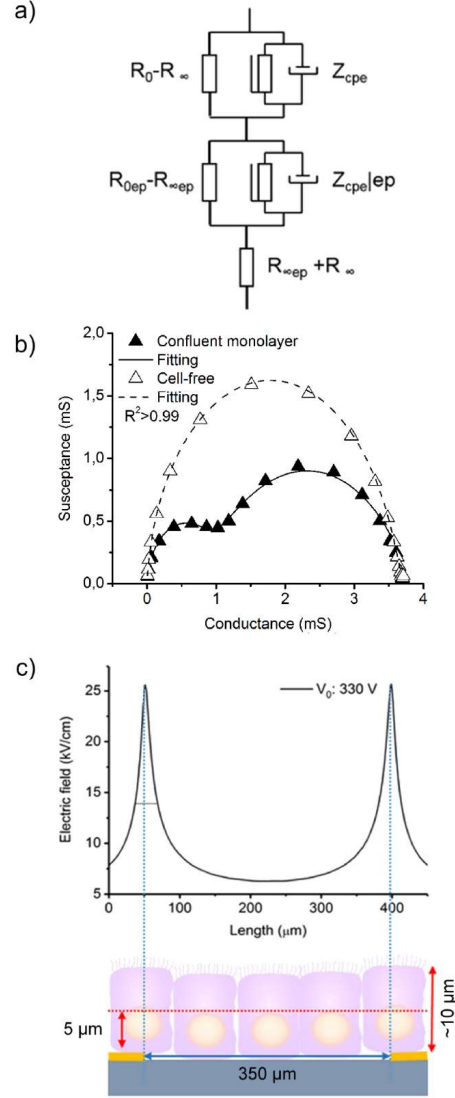 a)
R₀-R∞
Z_cpe
R₀ep-R∞ep
Z_cpe|ep
R∞ep +R∞
b)
2,0
1,5
1,0
0,5
0,0
Susceptance (mS)
Confluent monolayer
Fitting
Cell-free
Fitting
R²>0.99
0
1
2
3
4
Conductance (mS)
c)
25
20
15
10
5
Electric field (kV/cm)
V₀: 330 V
0
100
200
300
400
Length (μm)
5 μm
~10 μm
350 μm